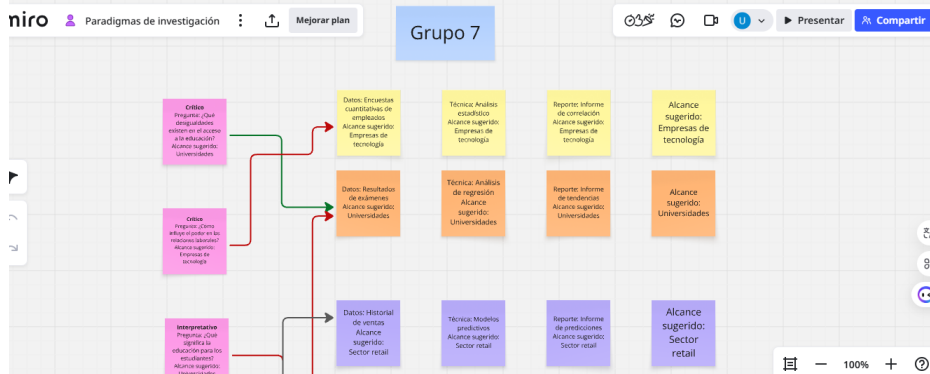 miro
Paradigmas de investigación
Mejorar plan
Grupo 7
U
Presentar
Compartir
Crítico
Pregunta: ¿Qué
desigualdades
existen en el acceso
a la educación?
Alcance sugerido:
Universidades
Datos: Encuestas
cuantitativas de
empleados
Alcance sugerido:
Empresas de
tecnología
Técnica: Analisis
estadístico
Alcance sugerido:
Empresas de
tecnología
Reporte: Informe
de correlación
Alcance sugerido:
Empresas de
tecnología
Alcance
sugerido:
Empresas de
tecnología
Datos: Resultados
de exámenes
Alcance sugerido:
Universidades
Técnica: Análisis
de regresión
Alcance
sugerido:
Universidades
Reporte: Informe
de tendencias
Alcance sugerido:
Universidades
Alcance
sugerido:
Universidades
Crítico
Pregunta: ¿Cómo
influye el poder en las
relaciones laborales?
Alcance sugerido:
Empresas de
tecnología
Interpretativo
Pregunta: ¿Qué
significa la
educación para los
estudiantes?
Alcance sugerido:
Universidades
Datos: Historial
de ventas
Alcance
sugerido:
Sector retail
Técnica: Modelos
predictivos
Alcance sugerido:
Sector retail
Reporte: Informe
de predicciones
Alcance sugerido:
Sector retail
Alcance
sugerido:
Sector
retail
100%